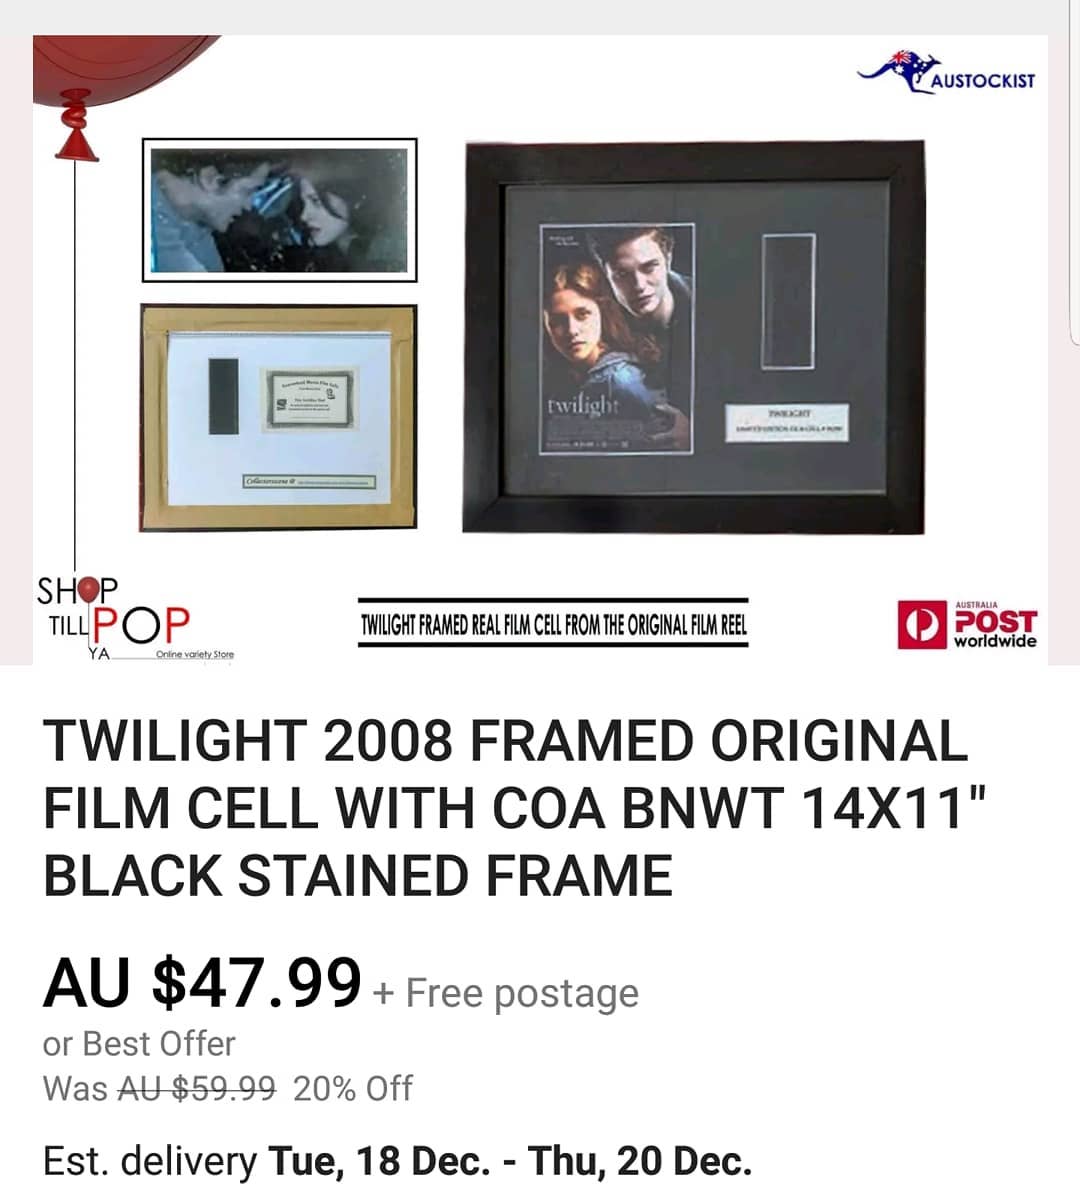 AUSTOCKIST
twilight
TWILIGHT
SHOP
TILL POP
YA
Online variety Store
TWILIGHT FRAMED REAL FILM CELL FROM THE ORIGINAL FILM REEL
AUSTRALIA
POST
worldwide
TWILIGHT 2008 FRAMED ORIGINAL
FILM CELL WITH COA BNWT 14X11"
BLACK STAINED FRAME
AU $47.99 + Free postage
or Best Offer
Was AU $59.99 20% Off
Est. delivery Tue, 18 Dec. - Thu, 20 Dec.